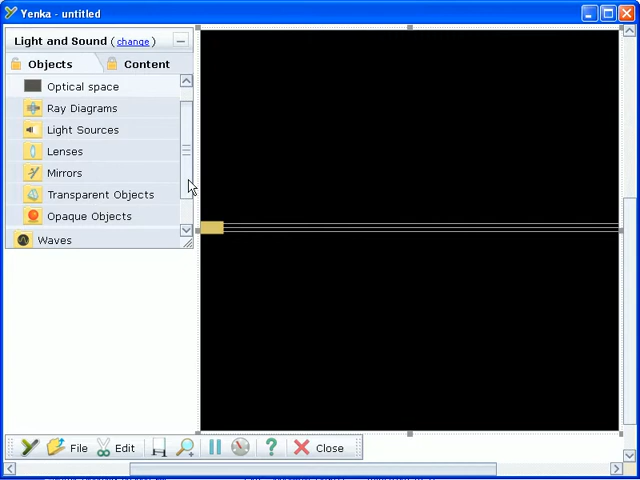 Yenka - untitled
Light and Sound ( change )
Objects
Content
Optical space
Ray Diagrams
Light Sources
Lenses
Mirrors
Transparent Objects
Opaque Objects
Waves
File
Edit
?
Close